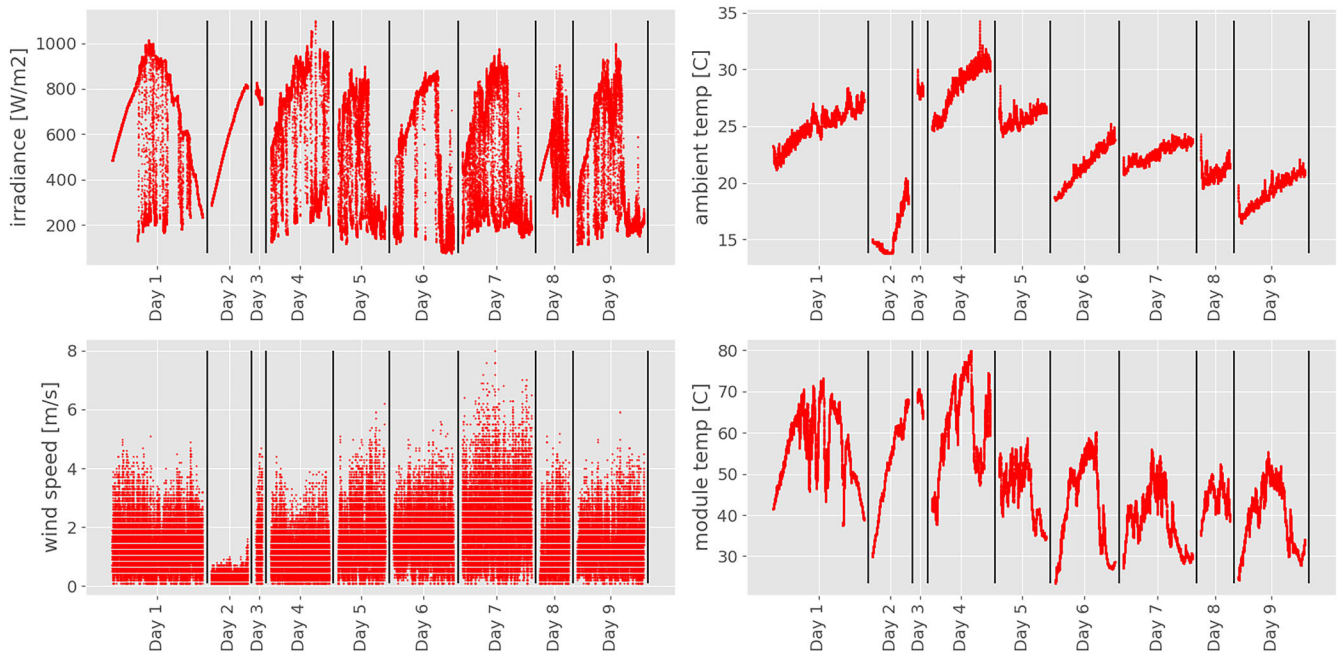 irradiance [W/m2]
1000
800
600
400
200
Day 1
Day 2
Day 3
Day 4
Day 5
Day 6
Day 7
Day 8
Day 9
ambient temp [C]
35
30
25
20
15
Day 1
Day 2
Day 3
Day 4
Day 5
Day 6
Day 7
Day 8
Day 9
wind speed [m/s]
8
6
4
2
0
Day 1
Day 2
Day 3
Day 4
Day 5
Day 6
Day 7
Day 8
Day 9
module temp [C]
80
70
60
50
40
30
Day 1
Day 2
Day 3
Day 4
Day 5
Day 6
Day 7
Day 8
Day 9